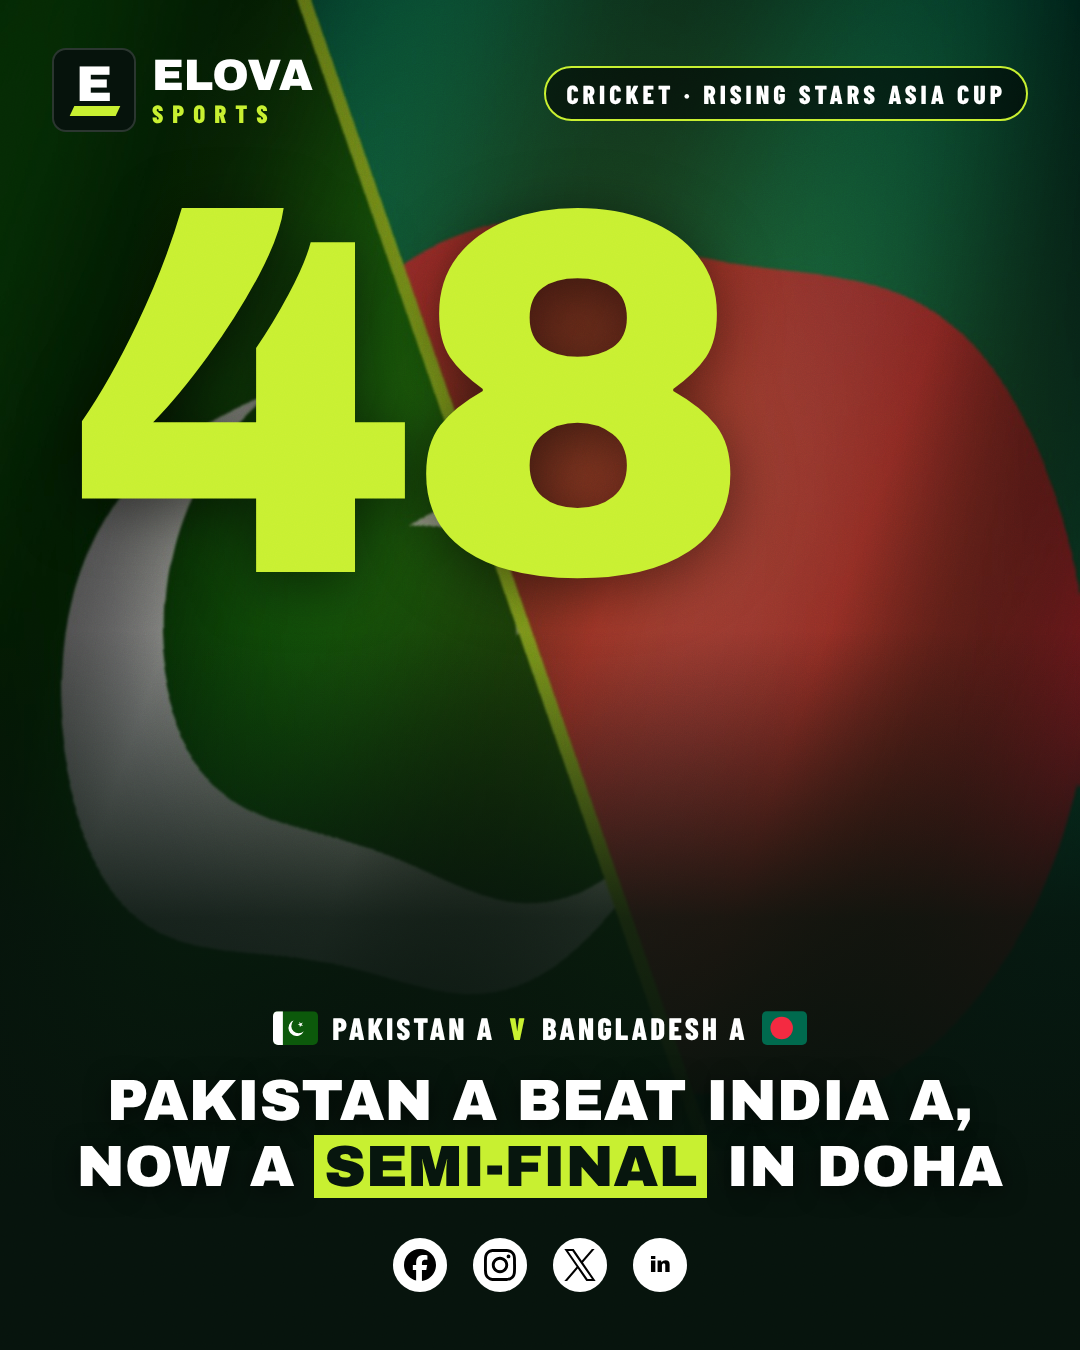 E
ELOVA
SPORTS
CRICKET · RISING STARS ASIA CUP
48
PAKISTAN A V BANGLADESH A
PAKISTAN A BEAT INDIA A,
NOW A SEMI-FINAL IN DOHA
in